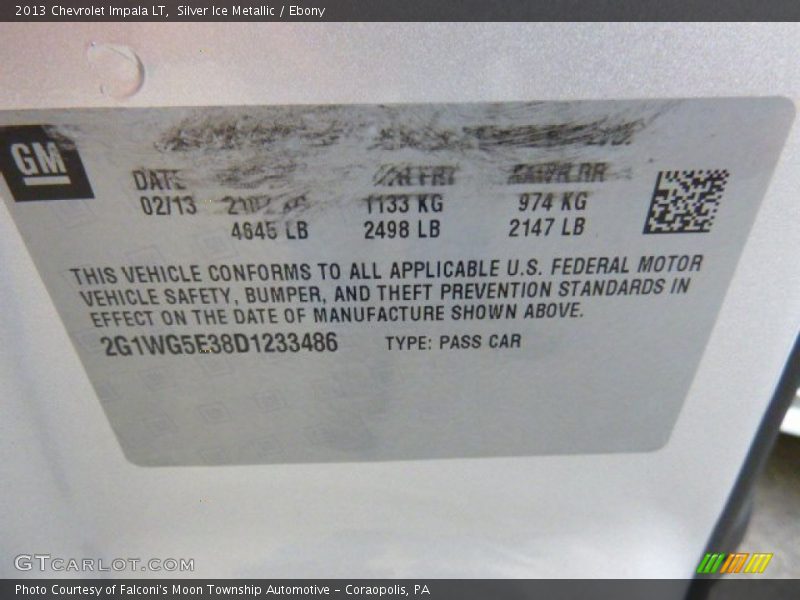 2013 Chevrolet Impala LT, Silver Ice Metallic / Ebony
GM
DATE
02/13 1133 KG 974 KG
4645 LB 2498 LB 2147 LB
THIS VEHICLE CONFORMS TO ALL APPLICABLE U.S. FEDERAL MOTOR
VEHICLE SAFETY, BUMPER, AND THEFT PREVENTION STANDARDS IN
EFFECT ON THE DATE OF MANUFACTURE SHOWN ABOVE.
2G1WG5E38D1233486 TYPE: PASS CAR
GTCARLOT.COM
Photo Courtesy of Falconi's Moon Township Automotive – Coraopolis, PA